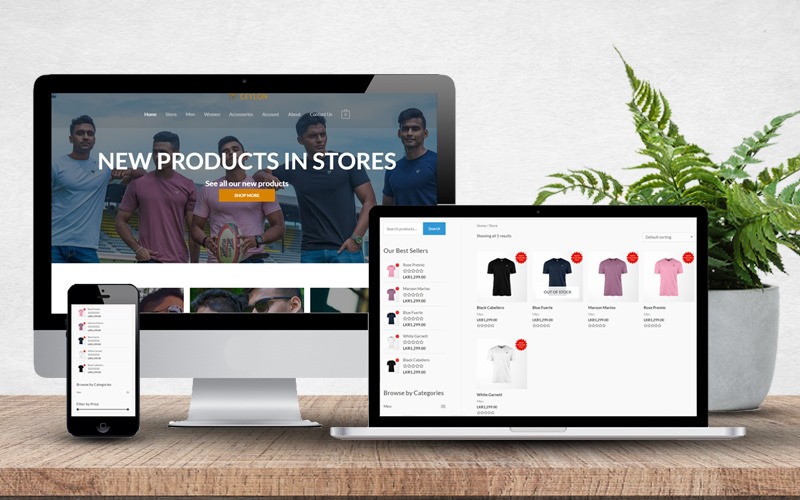 CEYLON
Home Store Men Women Accessories Account About Contact Us 0
NEW PRODUCTS IN STORES
See all our new products
SHOP MORE
Search products...
Search
Our Best Sellers
Rose Premio
LKR1,299.00
Maroon Marino
LKR1,299.00
Blue Fuerte
LKR1,299.00
White Garnett
LKR1,299.00
Black Caballero
LKR1,299.00
Browse by Categories
Men (5)
Home / Store
Showing all 5 results
Default sorting
Black Caballero
Men
LKR1,299.00
OUT OF STOCK
Blue Fuerte
Men
LKR1,299.00
Maroon Marino
Men
LKR1,299.00
Rose Premio
Men
LKR1,299.00
White Garnett
Men
LKR1,299.00
Browse by Categories
Filter by Price